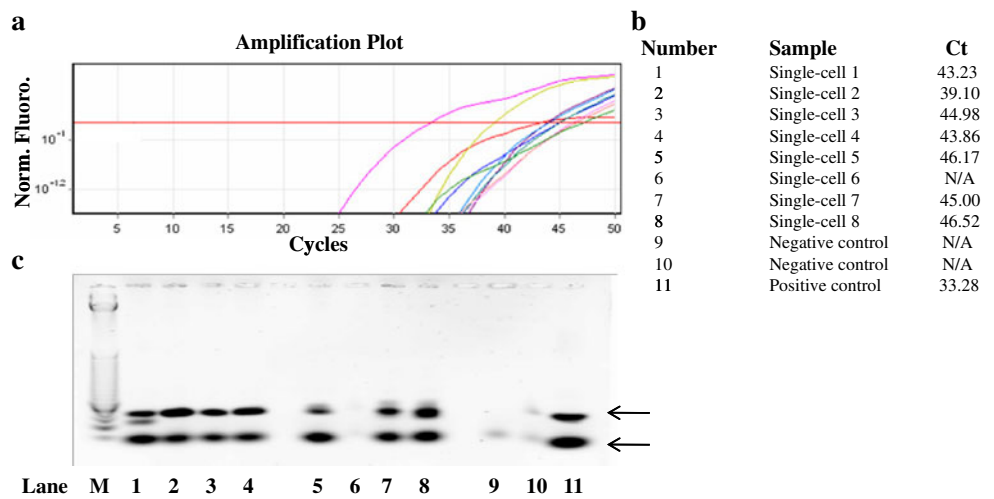 a
Amplification Plot
Norm. Fluoro.
10⁻¹
10⁻¹²
5 10 15 20 25 30 35 40 45 50
Cycles
b
Number Sample Ct
1 Single-cell 1 43.23
2 Single-cell 2 39.10
3 Single-cell 3 44.98
4 Single-cell 4 43.86
5 Single-cell 5 46.17
6 Single-cell 6 N/A
7 Single-cell 7 45.00
8 Single-cell 8 46.52
9 Negative control N/A
10 Negative control N/A
11 Positive control 33.28
c
Lane M 1 2 3 4 5 6 7 8 9 10 11